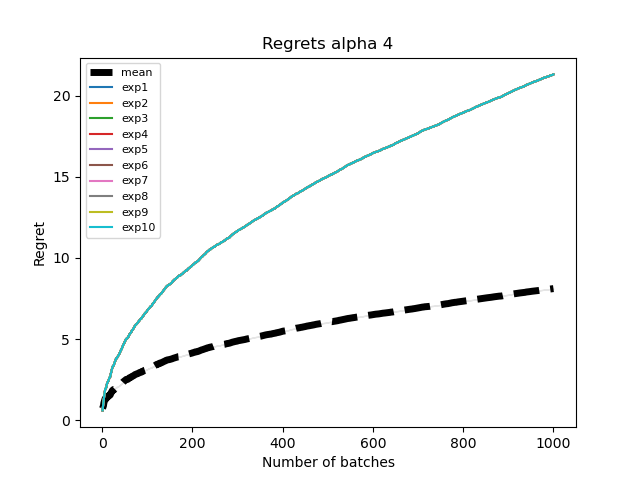 Regrets alpha 4
mean
exp1
exp2
exp3
exp4
exp5
exp6
exp7
exp8
exp9
exp10
Regret
20
15
10
5
0
0 200 400 600 800 1000
Number of batches